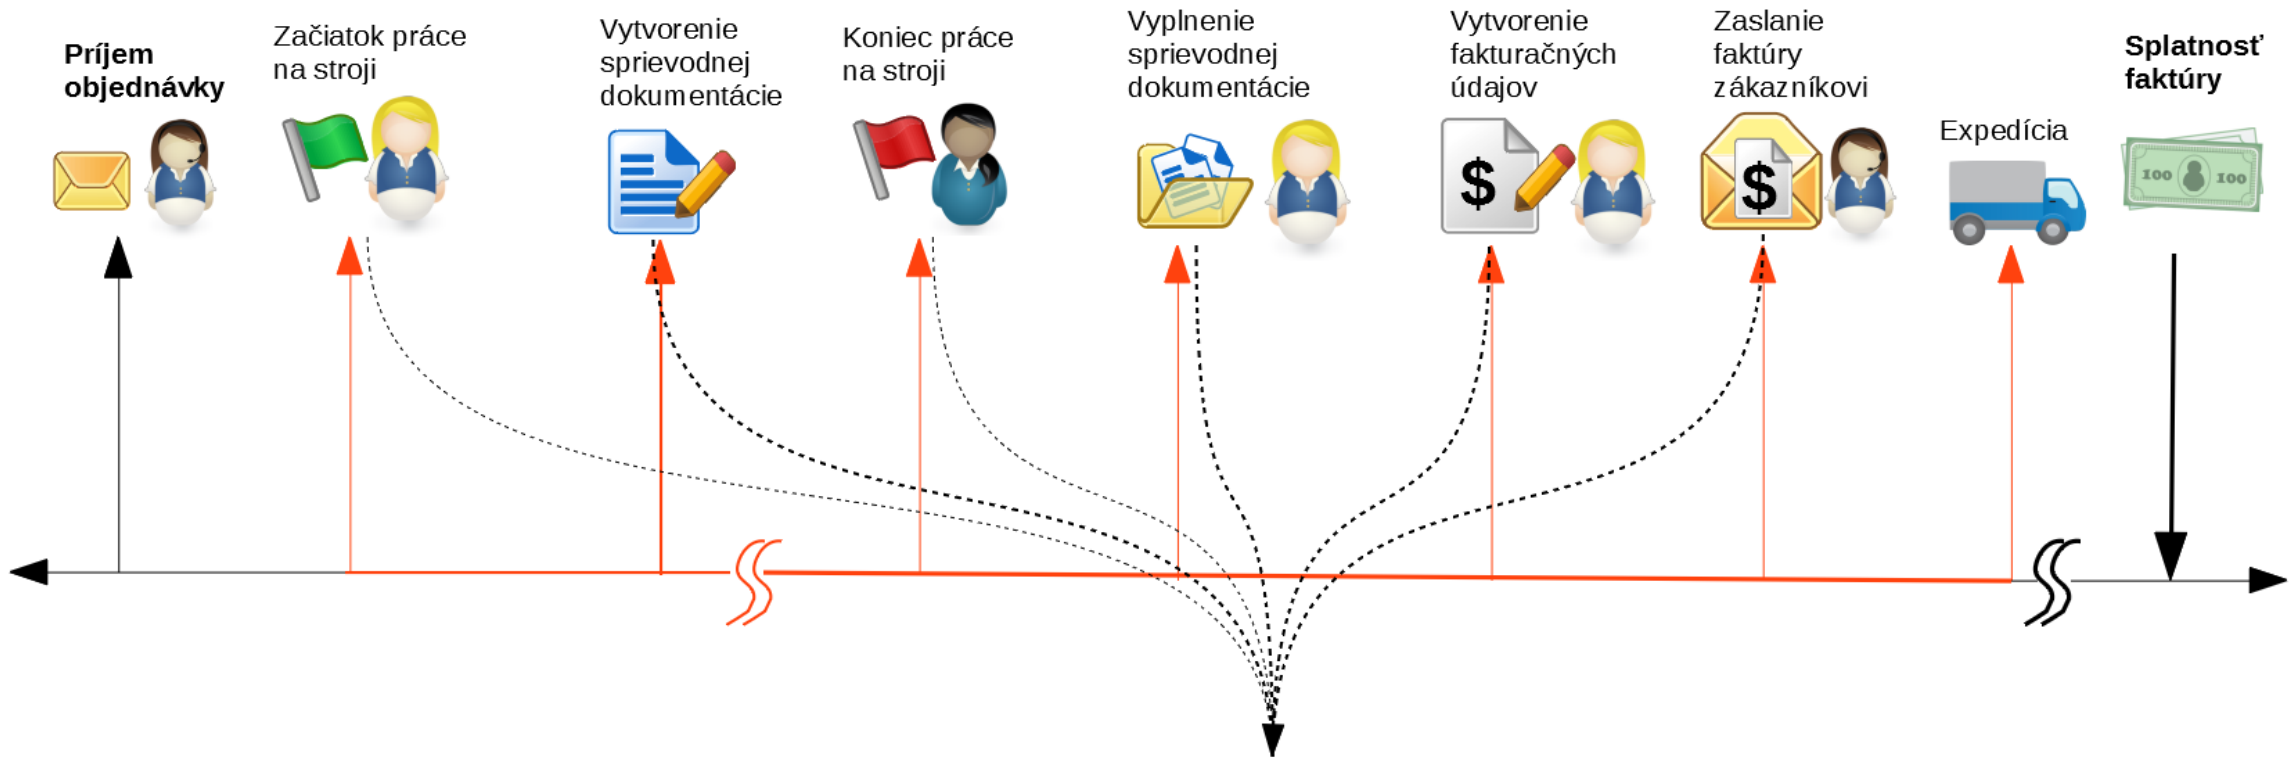 Príjem
objednávky
Začiatok práce
na stroji
Vytvorenie
sprievodnej
dokumentácie
Koniec práce
na stroji
Vyplnenie
sprievodnej
dokumentácie
Vytvorenie
fakturačných
údajov
Zaslanie
faktúry
zákazníkovi
Expedícia
Splatnosť
faktúry
$
$
100 100